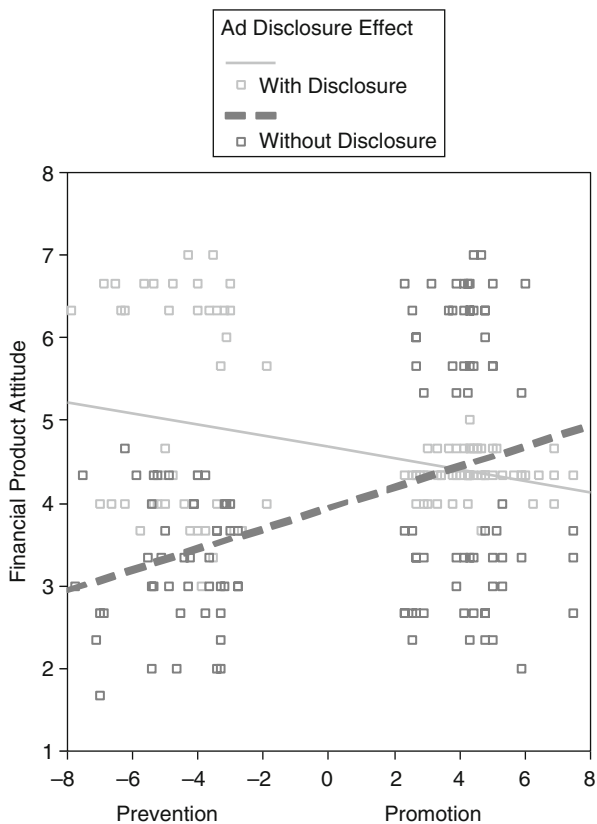 Ad Disclosure Effect
With Disclosure
Without Disclosure
8
7
6
5
4
3
2
1
Financial Product Attitude
−8 −6 −4 −2 0 2 4 6 8
Prevention Promotion